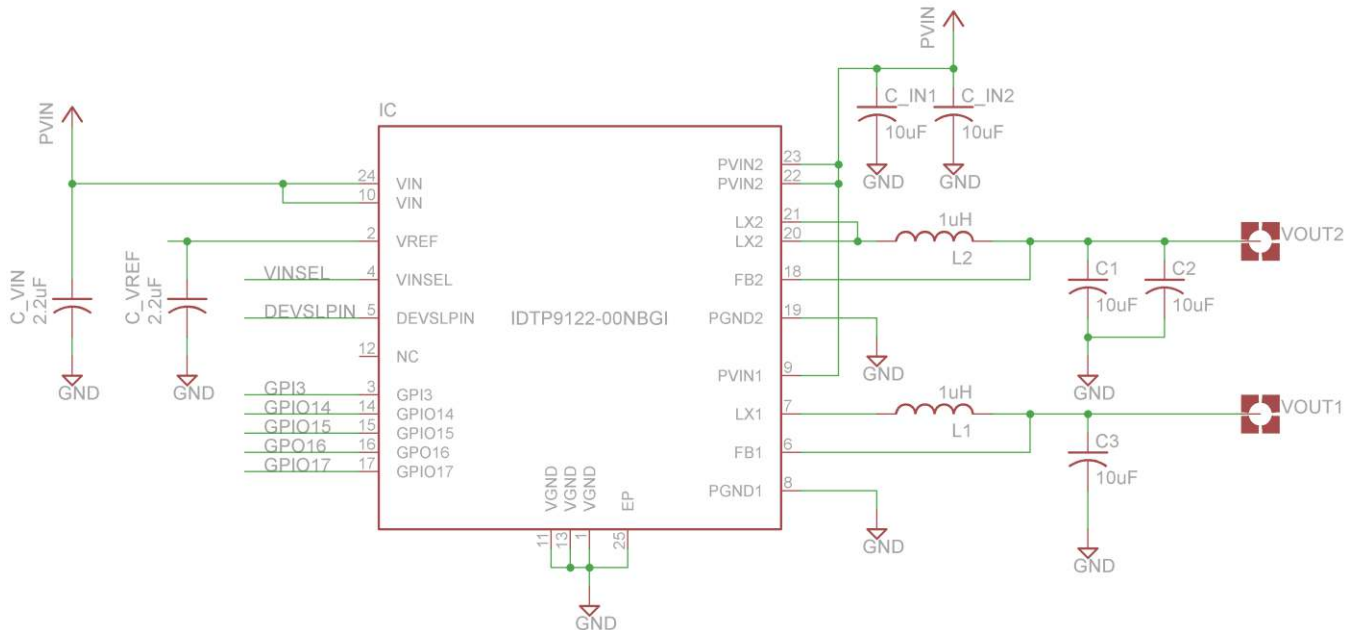 PVIN
C_IN1
C_IN2
10uF
10uF
GND
GND
PVIN
C_VIN
2.2uF
GND
C_VREF
2.2uF
GND
IC
IDTP9122-00NBGI
24 VIN
10 VIN
2 VREF
VINSEL 4 VINSEL
DEVSLPIN 5 DEVSLPIN
12 NC
GPI3 3 GPI3
GPIO14 14 GPIO14
GPIO15 15 GPIO15
GPO16 16 GPO16
GPIO17 17 GPIO17
PVIN2 23
PVIN2 22
LX2 21
LX2 20
FB2 18
PGND2 19
PVIN1 9
LX1 7
FB1 6
PGND1 8
VGND 11
VGND 13
VGND 1
EP 25
GND
1uH
L2
GND
C1
10uF
C2
10uF
GND
VOUT2
1uH
L1
GND
C3
10uF
GND
VOUT1